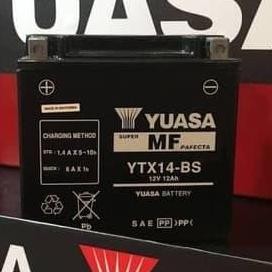 UASA
MADE IN INDONESIA
YUASA
SUPER MF PAFECTA
CHARGING METHOD
STD : 1.4 A X 5~10h
QUICK : 6 A X 1h
YTX14-BS
12V 12Ah
YUASA BATTERY
Pb
SAE PP >PP<